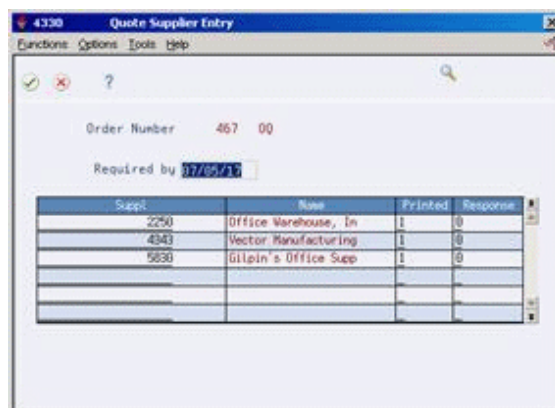 4330 Quote Supplier Entry
Functions Options Tools Help
?
Order Number 467 OQ
Required by 07/05/17
Suppl Name Printed Response
2250 Office Warehouse, In 1 0
4343 Vector Manufacturing 1 0
5030 Gilpin's Office Supp 1 0